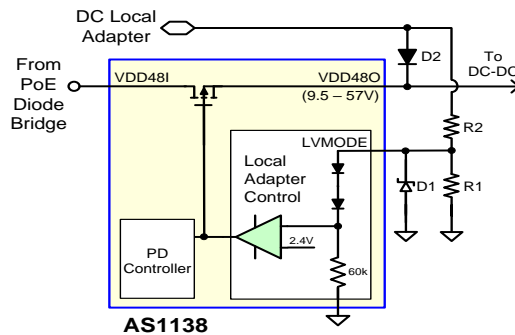 DC Local
Adapter
From
PoE
Diode
Bridge
VDD48I
VDD48O
(9.5 – 57V)
D2
To
DC-DC
R2
LVMODE
Local
Adapter
Control
D1
R1
2.4V
PD
Controller
60k
AS1138